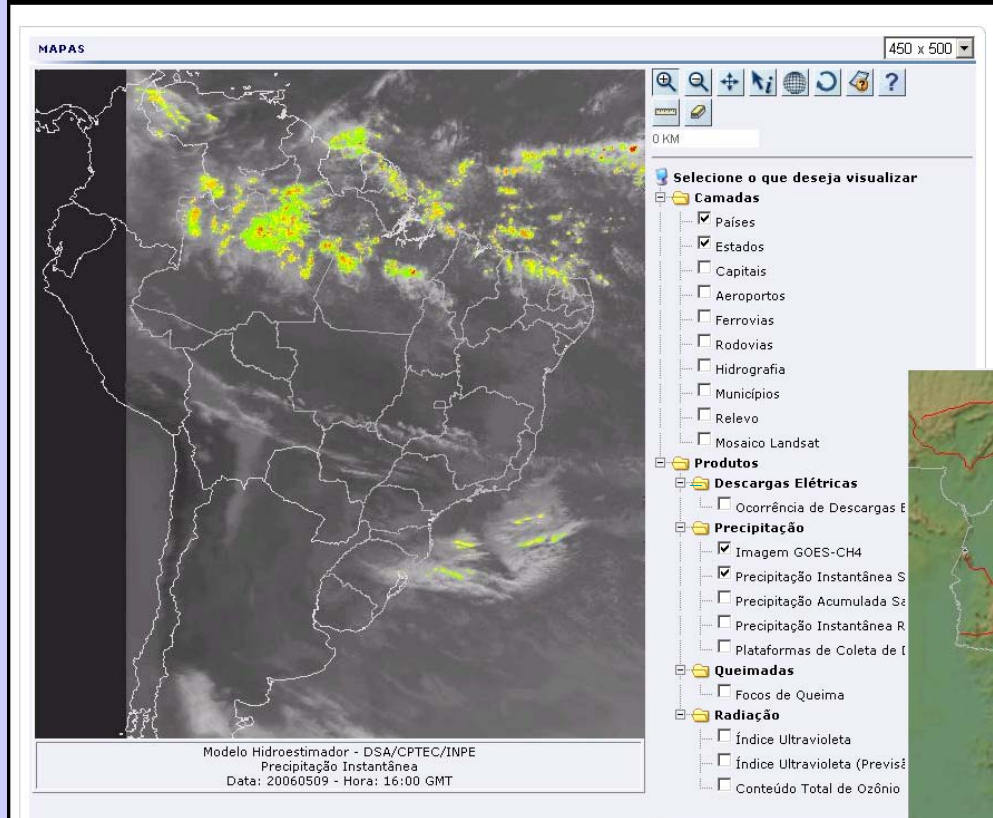 MAPAS
450 x 500
0 KM
Selecione o que deseja visualizar
Camadas
Países
Estados
Capitais
Aeroportos
Ferrovias
Rodovias
Hidrografia
Municípios
Relevo
Mosaico Landsat
Produtos
Descargas Elétricas
Ocorrência de Descargas
Precipitação
Imagem GOES-CH4
Precipitação Instantânea S
Precipitação Acumulada Sa
Precipitação Instantânea R
Plataformas de Coleta de
Queimadas
Focos de Queima
Radiação
Índice Ultravioleta
Índice Ultravioleta (Previsã
Conteúdo Total de Ozônio
Modelo Hidroestimador - DSA/CPTEC/INPE
Precipitação Instantânea
Data: 20060509 - Hora: 16:00 GMT